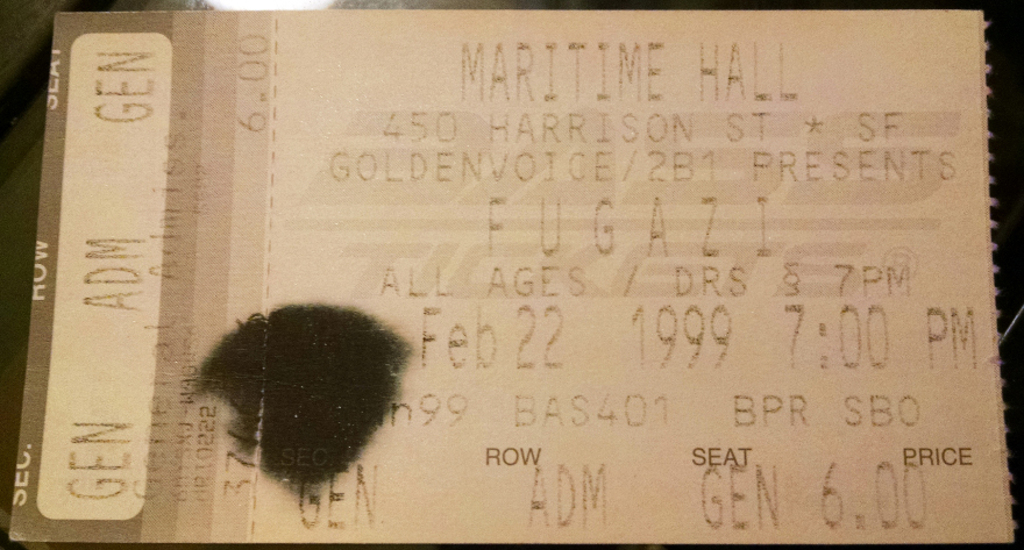 SEAT
ROW
SEC.
GEN ADM GEN
6.00
MARITIME HALL
450 HARRISON ST * SF
GOLDENVOICE/2B1 PRESENTS
F U G A Z I
ALL AGES / DRS § 7PM
Feb 22 1999 7:00 PM
n99 BAS401 BPR SBO
SEC ROW SEAT PRICE
GEN ADM GEN 6.00
TICKETS®